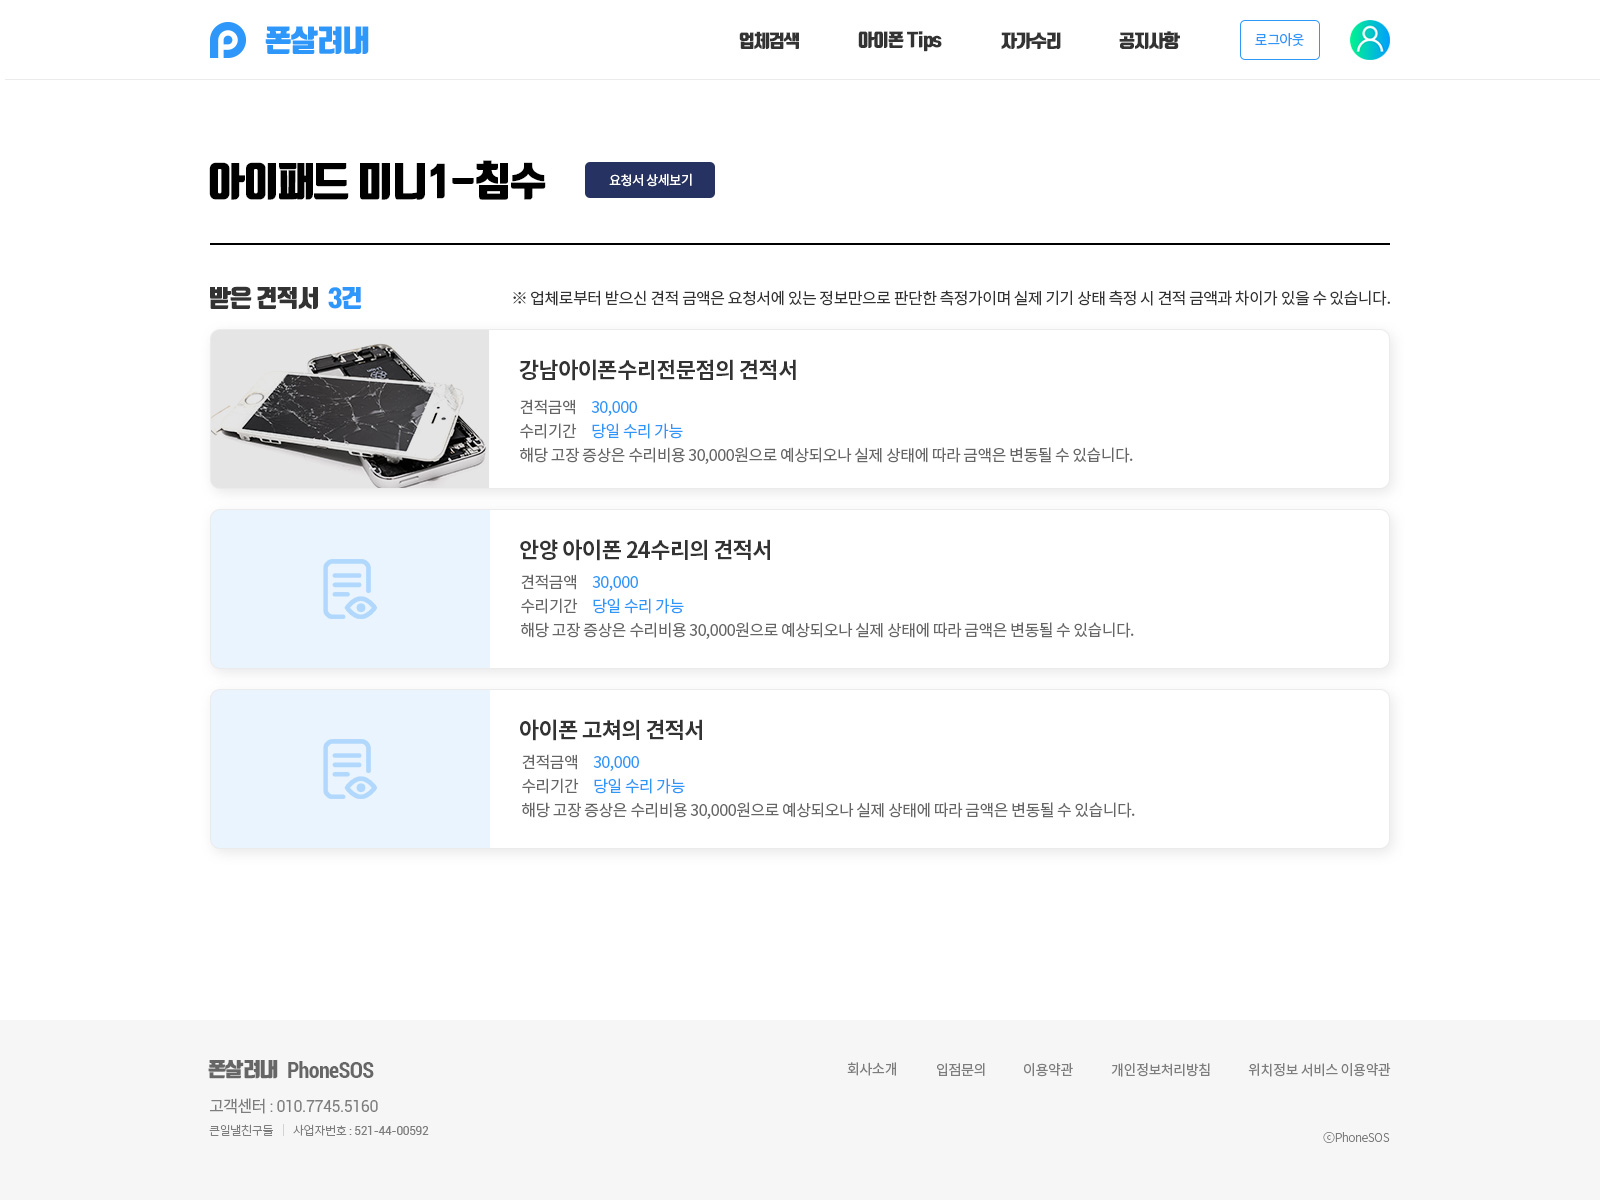 폰살려내
업체검색 아이폰 Tips 자가수리 공지사항 로그아웃
아이패드 미니1-침수 요청서 상세보기
받은 견적서 3건 ※ 업체로부터 받으신 견적 금액은 요청서에 있는 정보만으로 판단한 측정가이며 실제 기기 상태 측정 시 견적 금액과 차이가 있을 수 있습니다.
강남아이폰수리전문점의 견적서
견적금액 30,000
수리기간 당일 수리 가능
해당 고장 증상은 수리비용 30,000원으로 예상되오나 실제 상태에 따라 금액은 변동될 수 있습니다.
안양 아이폰 24수리의 견적서
견적금액 30,000
수리기간 당일 수리 가능
해당 고장 증상은 수리비용 30,000원으로 예상되오나 실제 상태에 따라 금액은 변동될 수 있습니다.
아이폰 고쳐의 견적서
견적금액 30,000
수리기간 당일 수리 가능
해당 고장 증상은 수리비용 30,000원으로 예상되오나 실제 상태에 따라 금액은 변동될 수 있습니다.
폰살려내 PhoneSOS
회사소개 입점문의 이용약관 개인정보처리방침 위치정보 서비스 이용약관
고객센터 : 010.7745.5160
큰일낼친구들 | 사업자번호 : 521-44-00592
ⓒPhoneSOS